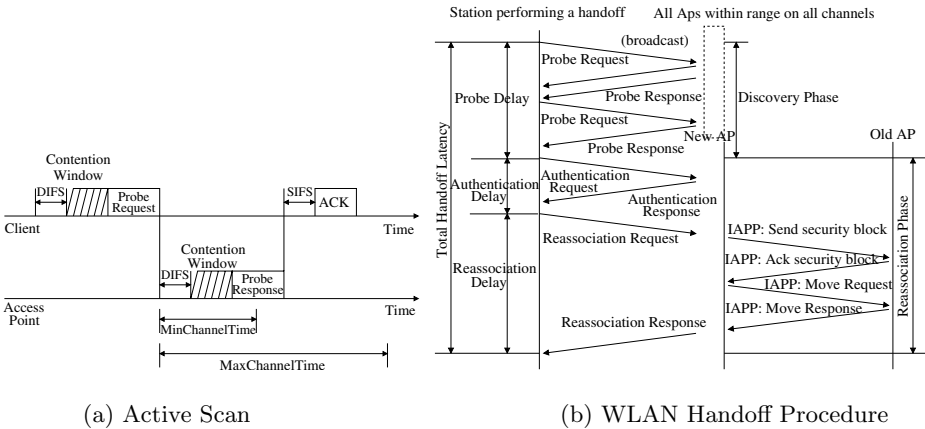 Contention
Window
DIFS
Probe
Request
SIFS
ACK
Client
Time
Contention
Window
DIFS
Probe
Response
Access
Point
Time
MinChannelTime
MaxChannelTime
(a) Active Scan
Station performing a handoff
All Aps within range on all channels
(broadcast)
Probe Request
Probe Delay
Probe Response
Discovery Phase
Probe Request
New AP
Old AP
Probe Response
Total Handoff Latency
Authentication
Delay
Authentication
Request
Authentication
Response
Reassociation Request
IAPP: Send security block
IAPP: Ack security block
Reassociation
Delay
IAPP: Move Request
IAPP: Move Response
Reassociation Phase
Reassociation Response
(b) WLAN Handoff Procedure